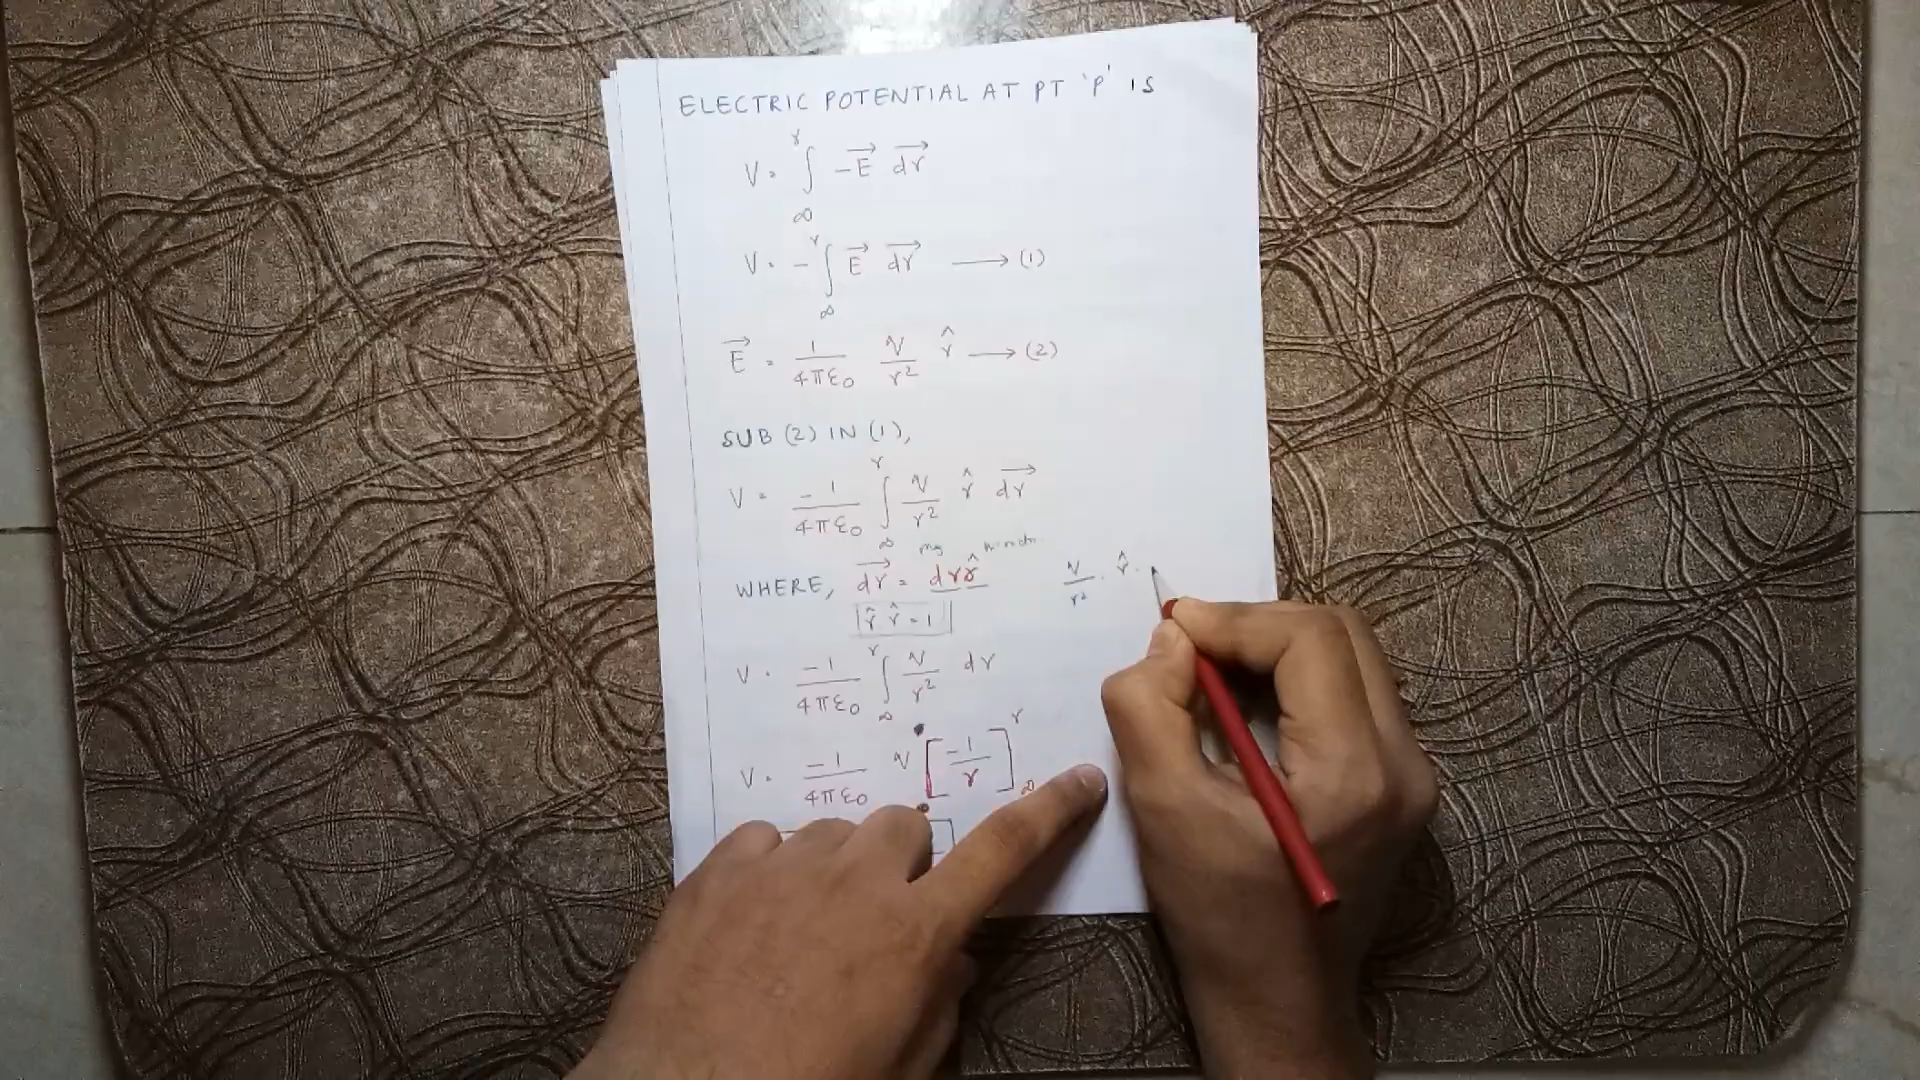 ELECTRIC POTENTIAL AT PT 'P' IS
V = ∫_∞^r -E⃗ dr⃗
V = - ∫_∞^r E⃗ dr⃗ ⟶ (1)
E⃗ = 1/4πε0 q/r² r̂ ⟶ (2)
SUB (2) IN (1),
V = -1/4πε0 ∫_∞^r q/r² r̂ dr⃗
WHERE, dr⃗ = dr r̂
r̂ r̂ = 1
q/r² . r̂ .
V = -1/4πε0 ∫_∞^r q/r² dr
V = -1/4πε0 q [-1/r]_∞^r